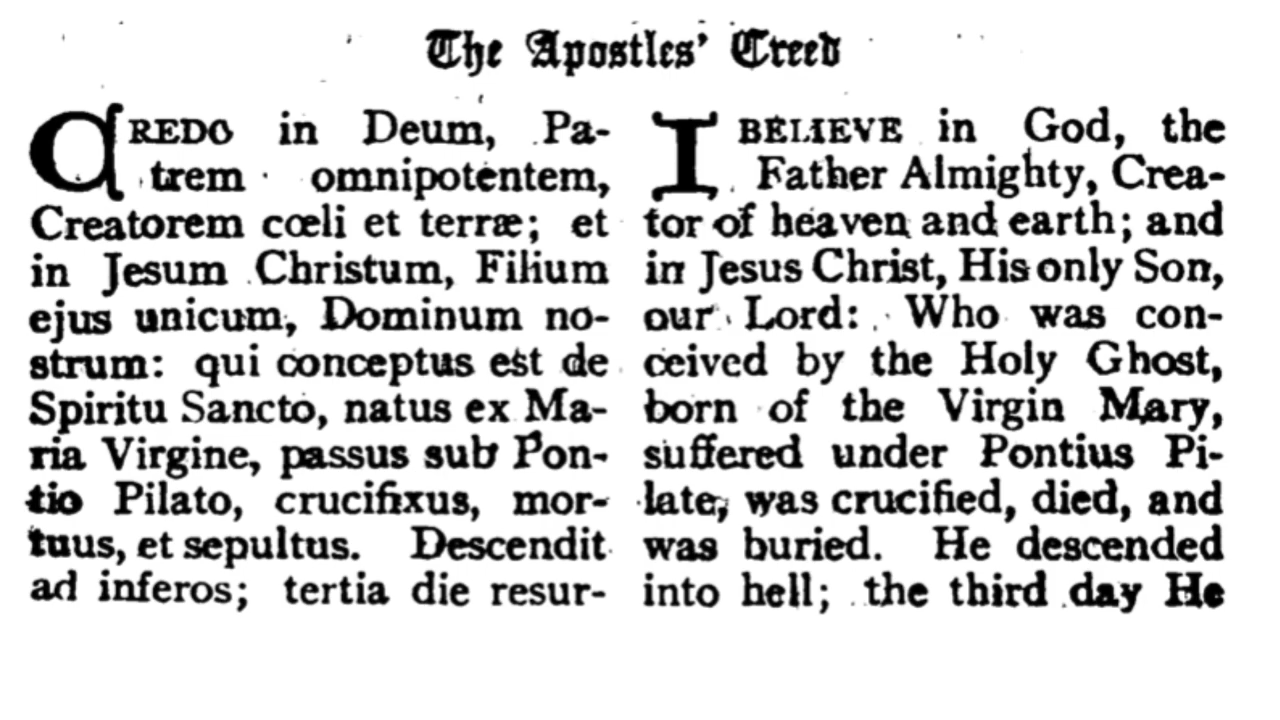 The Apostles' Creed
CREDO in Deum, Pa-
trem omnipotentem,
Creatorem cœli et terræ; et
in Jesum Christum, Filium
ejus unicum, Dominum no-
strum: qui conceptus est de
Spiritu Sancto, natus ex Ma-
ria Virgine, passus sub Pon-
tio Pilato, crucifixus, mor-
tuus, et sepultus. Descendit
ad inferos; tertia die resur-
I BELIEVE in God, the
Father Almighty, Crea-
tor of heaven and earth; and
in Jesus Christ, His only Son,
our Lord: Who was con-
ceived by the Holy Ghost,
born of the Virgin Mary,
suffered under Pontius Pi-
late, was crucified, died, and
was buried. He descended
into hell; the third day He